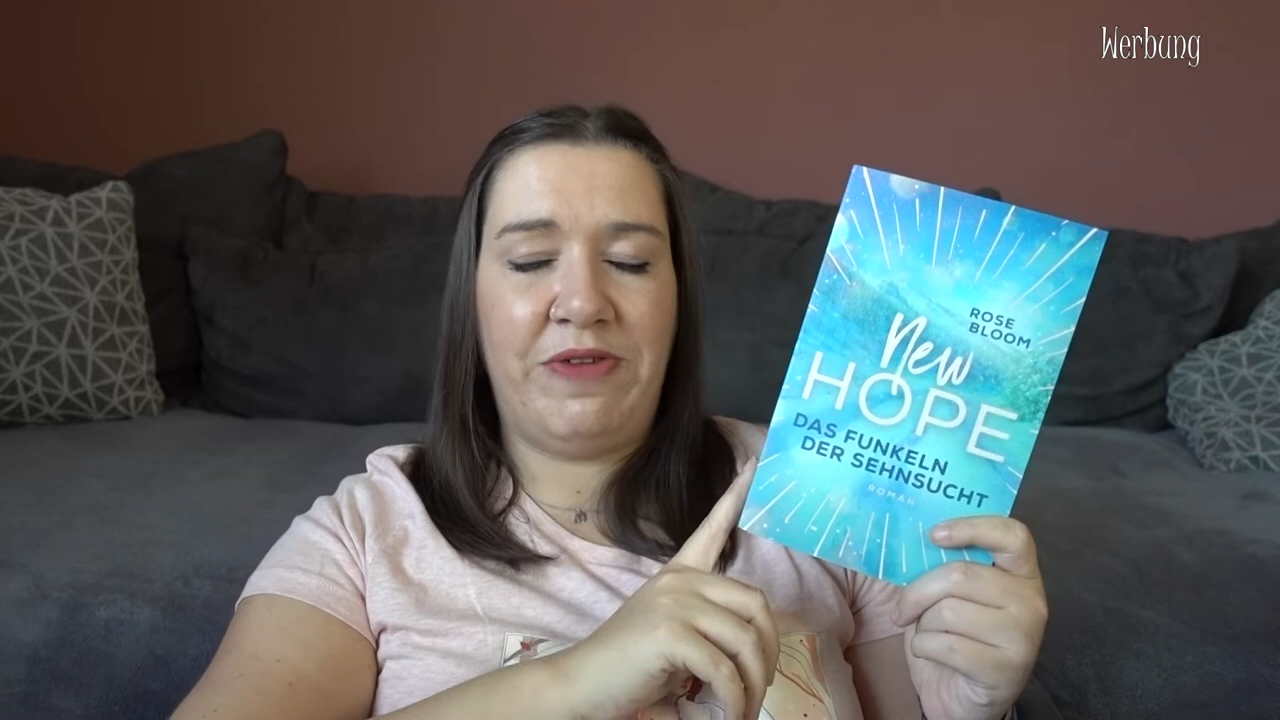 Werbung
ROSE
BLOOM
New
HOPE
DAS FUNKELN
DER SEHNSUCHT
ROMAN